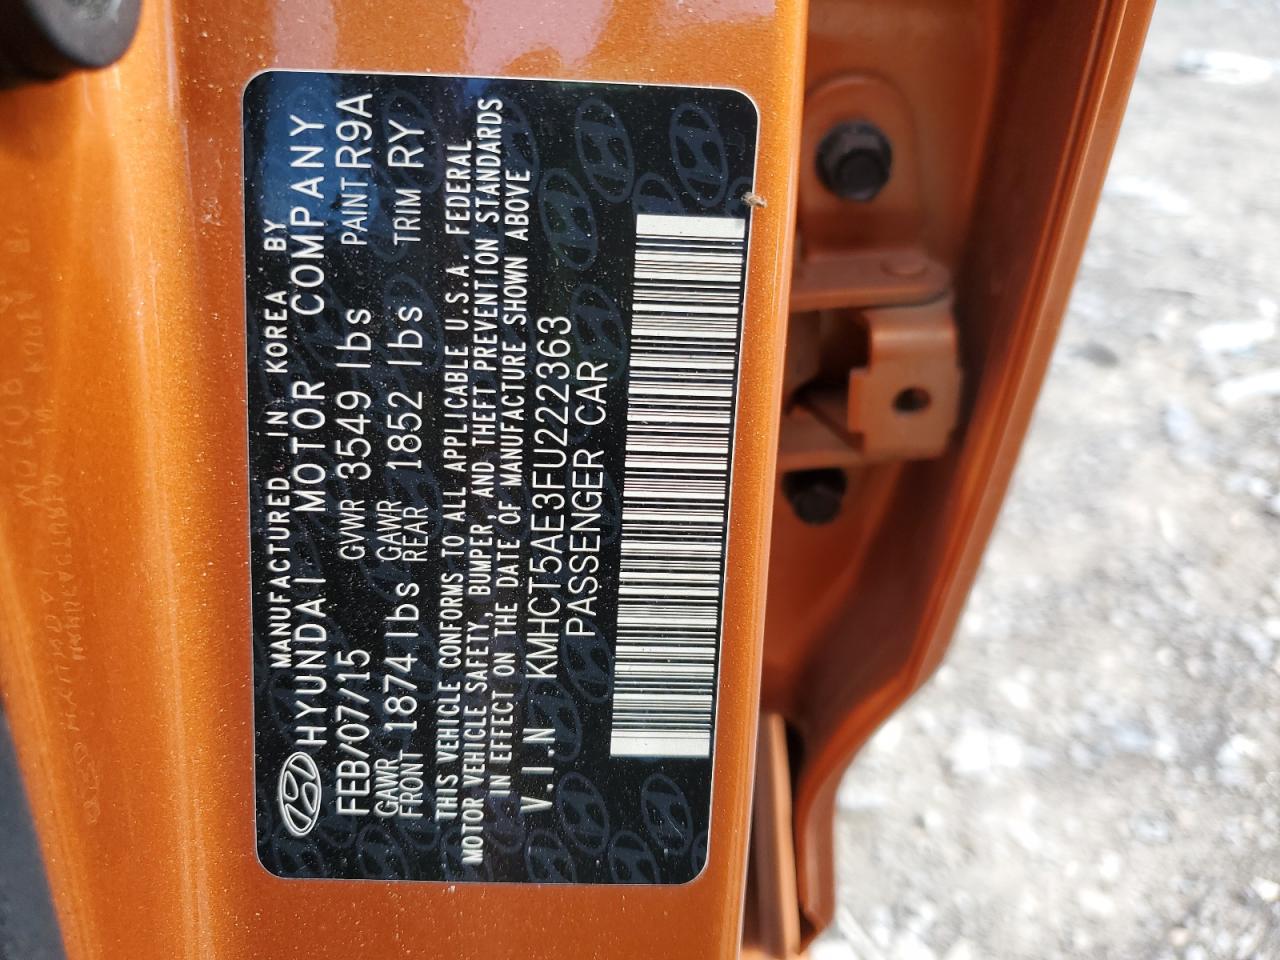 MANUFACTURED IN KOREA BY
HYUNDAI MOTOR COMPANY
FEB/07/15 GVWR 3549 lbs PAINT R9A
GAWR FRONT 1874 lbs GAWR REAR 1852 lbs TRIM RY
THIS VEHICLE CONFORMS TO ALL APPLICABLE U.S.A. FEDERAL
MOTOR VEHICLE SAFETY, BUMPER, AND THEFT PREVENTION STANDARDS
IN EFFECT ON THE DATE OF MANUFACTURE SHOWN ABOVE
V.I.N KMHCT5AE3FU222363
PASSENGER CAR